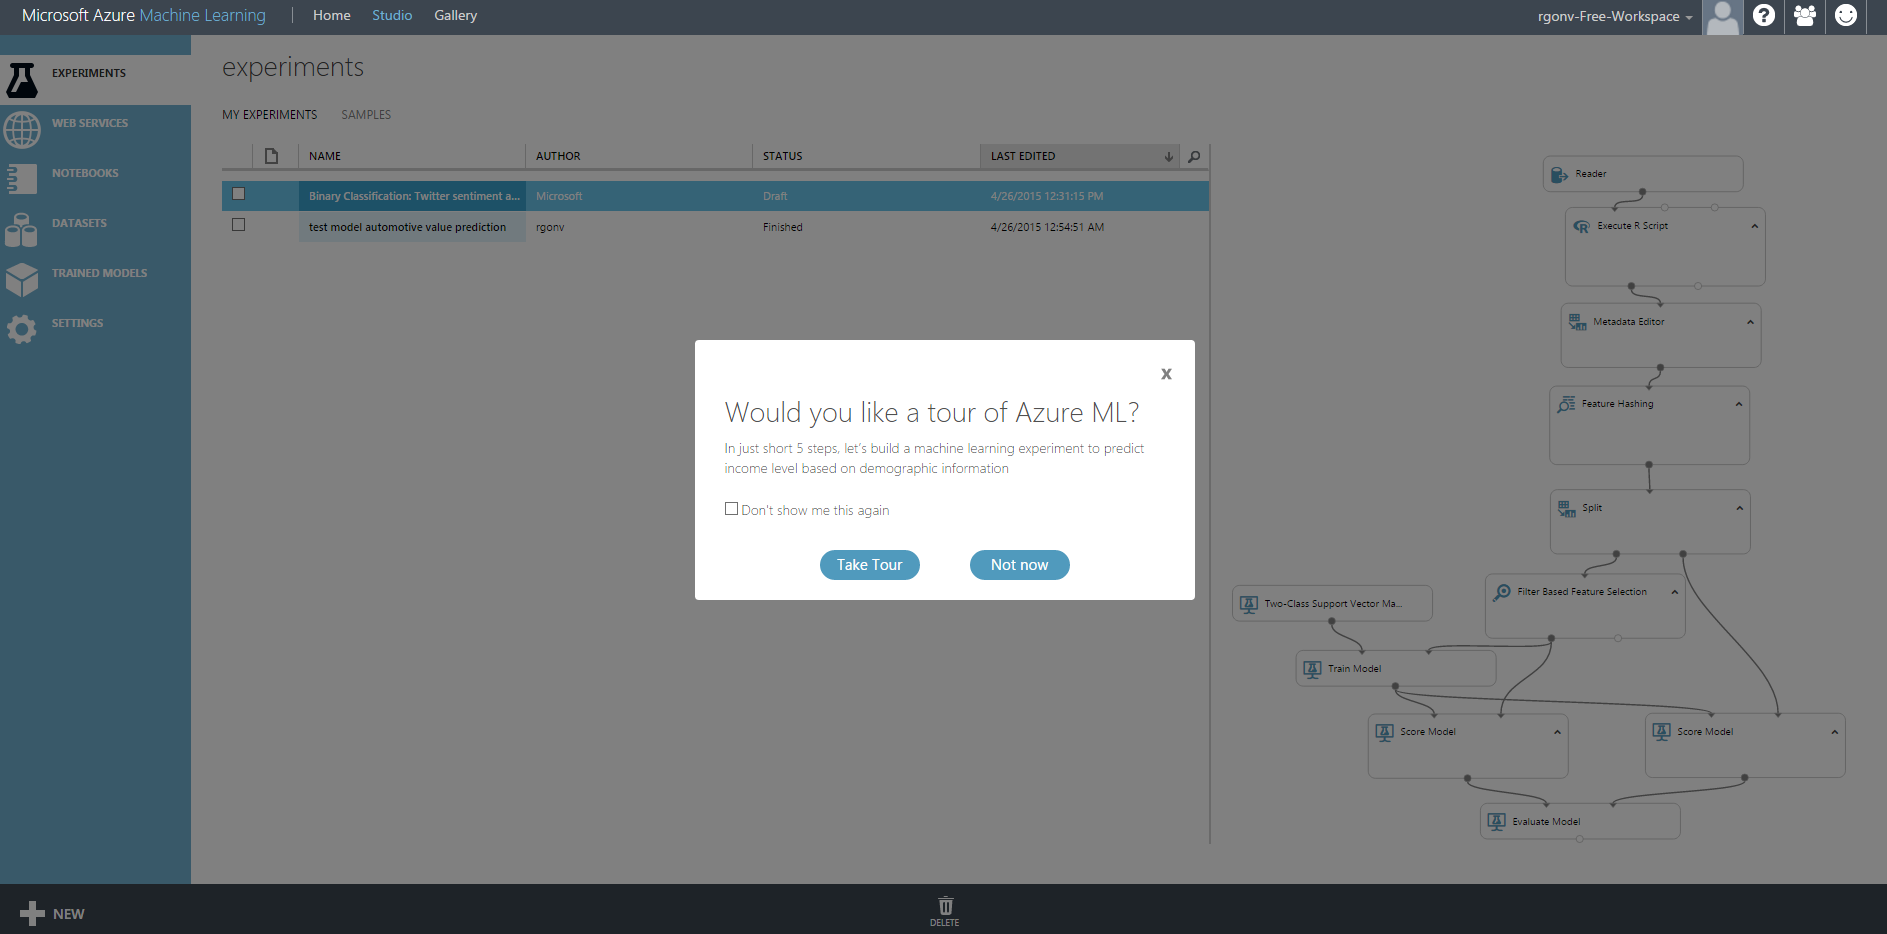 Microsoft Azure Machine Learning | Home Studio Gallery rgonv-Free-Workspace
EXPERIMENTS
WEB SERVICES
NOTEBOOKS
DATASETS
TRAINED MODELS
SETTINGS
experiments
MY EXPERIMENTS SAMPLES
NAME AUTHOR STATUS LAST EDITED
Binary Classification: Twitter sentiment a... Microsoft Draft 4/26/2015 12:31:15 PM
test model automotive value prediction rgonv Finished 4/26/2015 12:54:51 AM
x
Would you like a tour of Azure ML?
In just short 5 steps, let's build a machine learning experiment to predict
income level based on demographic information
Don't show me this again
Take Tour Not now
Reader
Execute R Script
Metadata Editor
Feature Hashing
Split
Two-Class Support Vector Ma...
Filter Based Feature Selection
Train Model
Score Model Score Model
Evaluate Model
NEW
DELETE